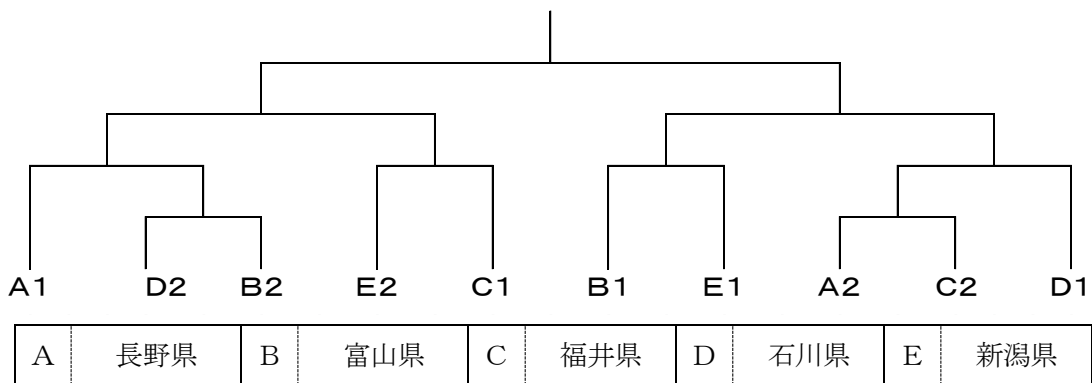 A1 D2 B2 E2 C1 B1 E1 A2 C2 D1
A 長野県 B 富山県 C 福井県 D 石川県 E 新潟県